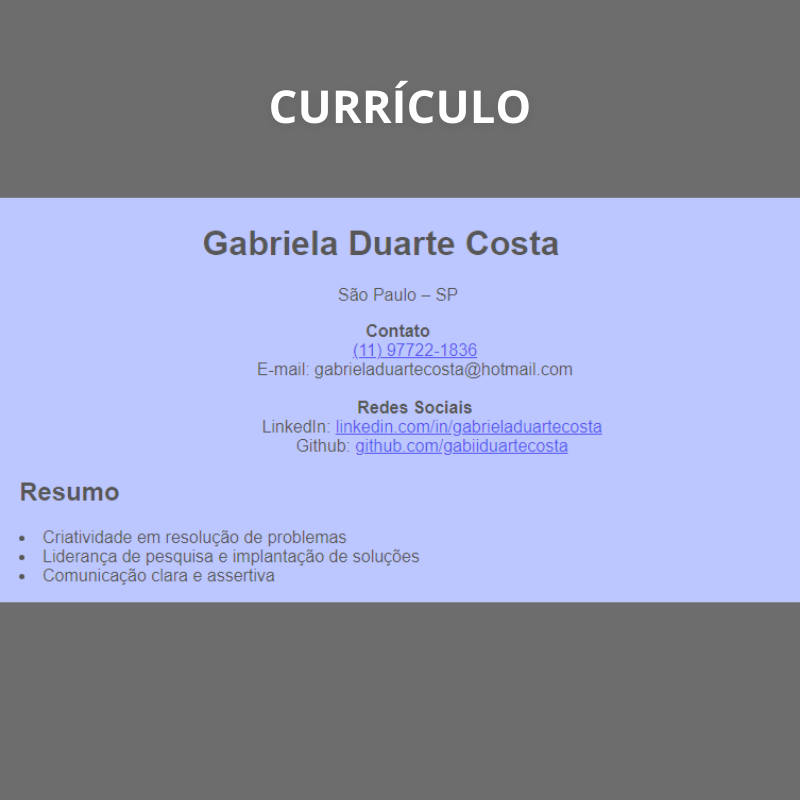 CURRÍCULO
Gabriela Duarte Costa
São Paulo – SP
Contato
(11) 97722-1836
E-mail: gabrieladuartecosta@hotmail.com
Redes Sociais
LinkedIn: linkedin.com/in/gabrieladuartecosta
Github: github.com/gabiiduartecosta
Resumo
• Criatividade em resolução de problemas
• Liderança de pesquisa e implantação de soluções
• Comunicação clara e assertiva